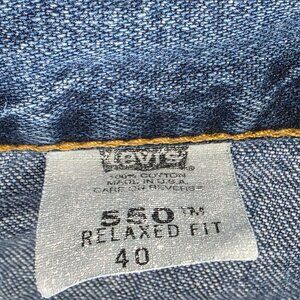 Levi's
100% COTTON
MADE IN U.S.A.
CARE ON REVERSE
550™
RELAXED FIT
40